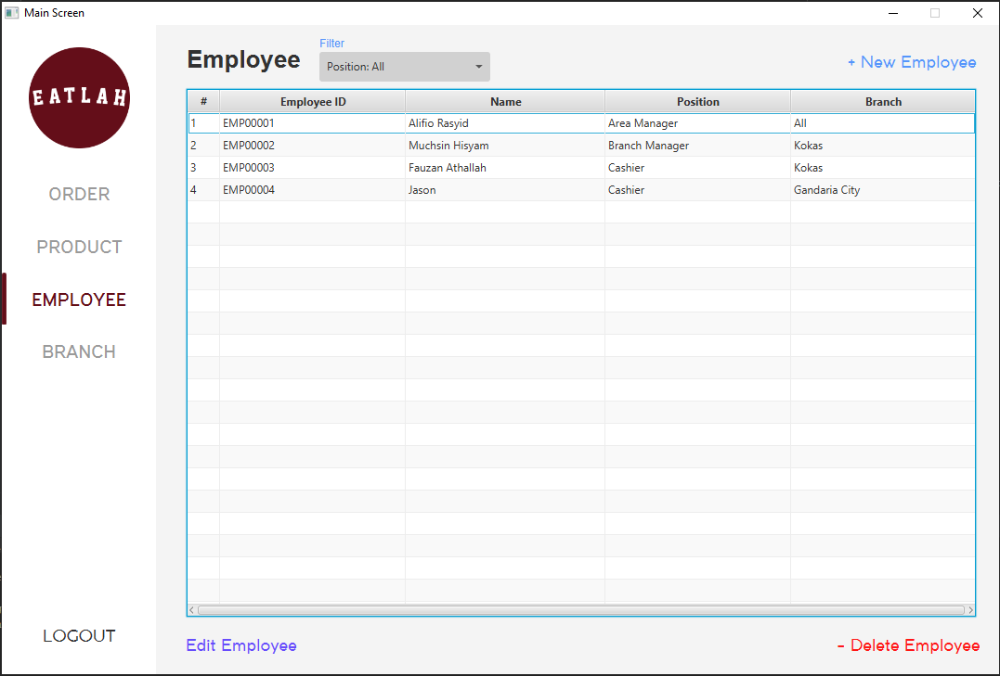 Main Screen
EATLAH
ORDER
PRODUCT
EMPLOYEE
BRANCH
LOGOUT
Employee
Filter
Position: All
+ New Employee
# Employee ID Name Position Branch
1 EMP00001 Alifio Rasyid Area Manager All
2 EMP00002 Muchsin Hisyam Branch Manager Kokas
3 EMP00003 Fauzan Athallah Cashier Kokas
4 EMP00004 Jason Cashier Gandaria City
Edit Employee
- Delete Employee